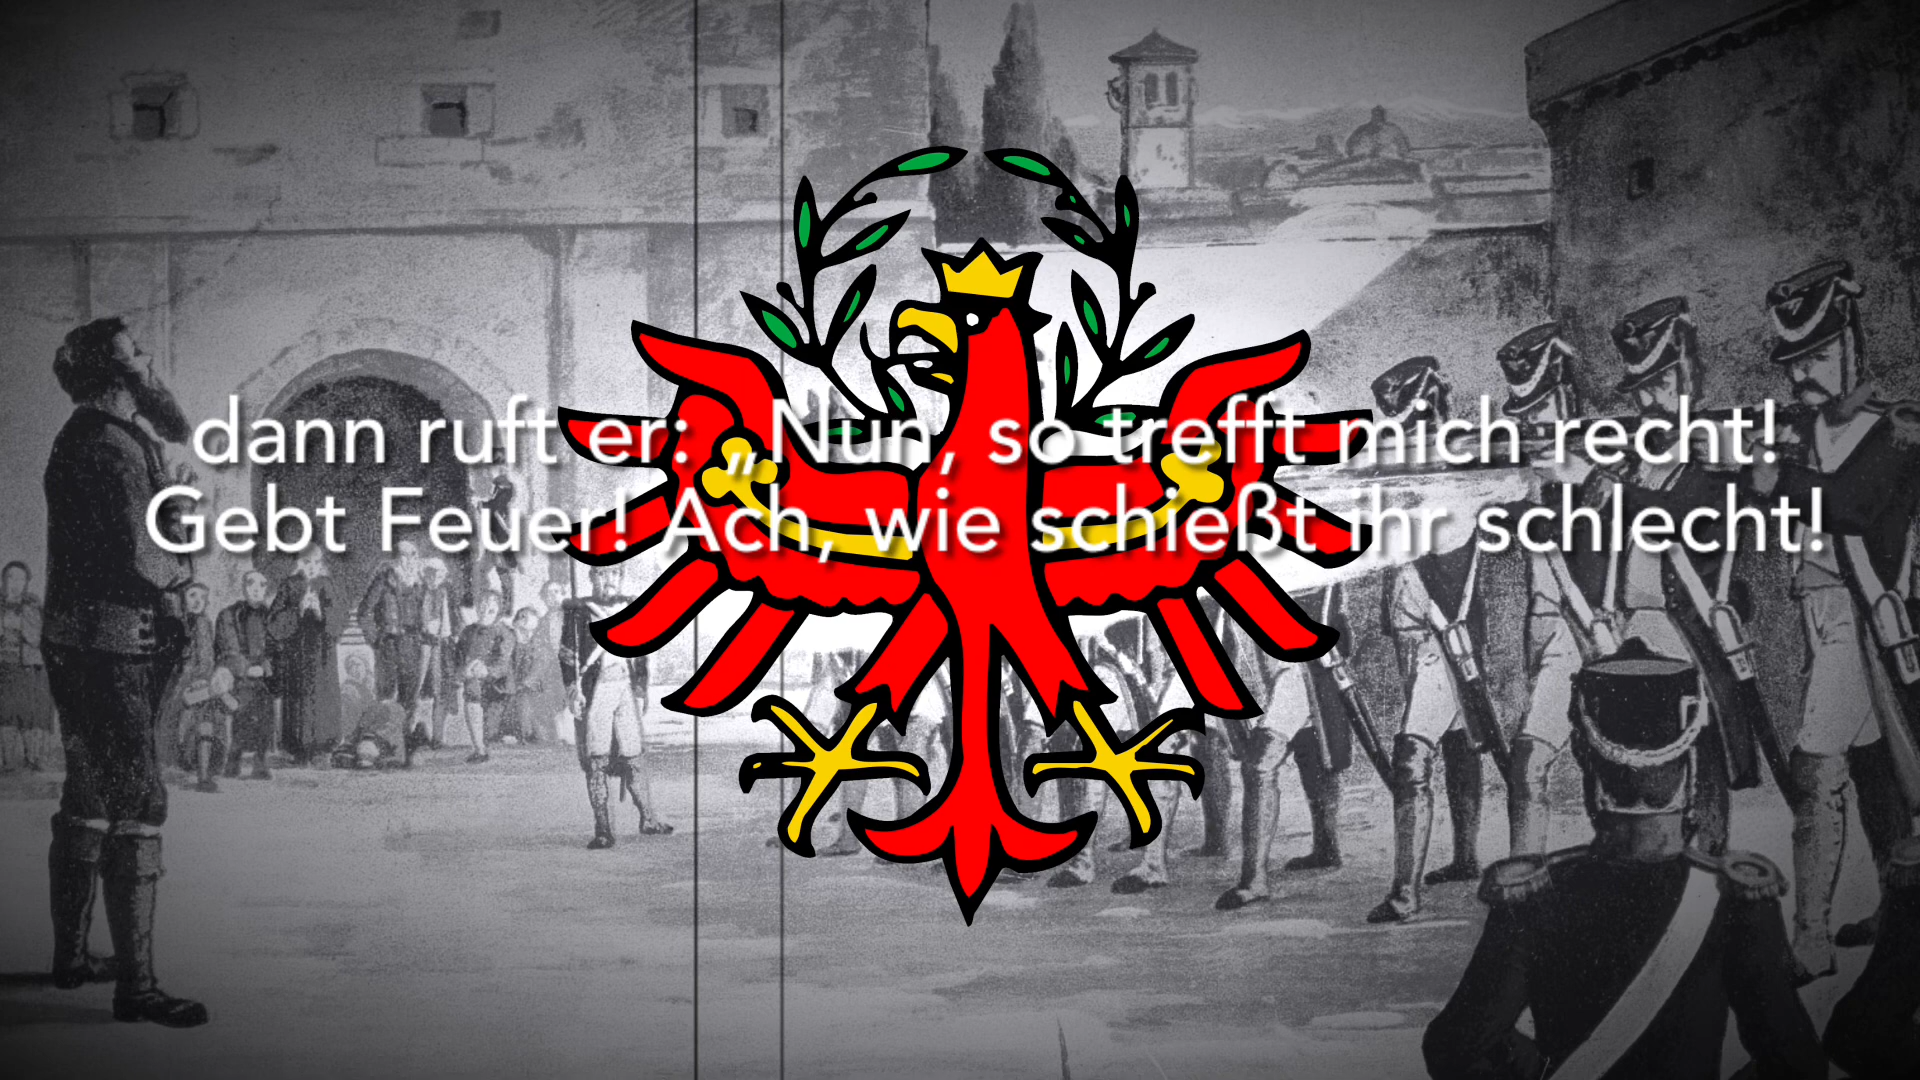 dann ruft er: „Nun, so trefft mich recht!
Gebt Feuer! Ach, wie schießt ihr schlecht!